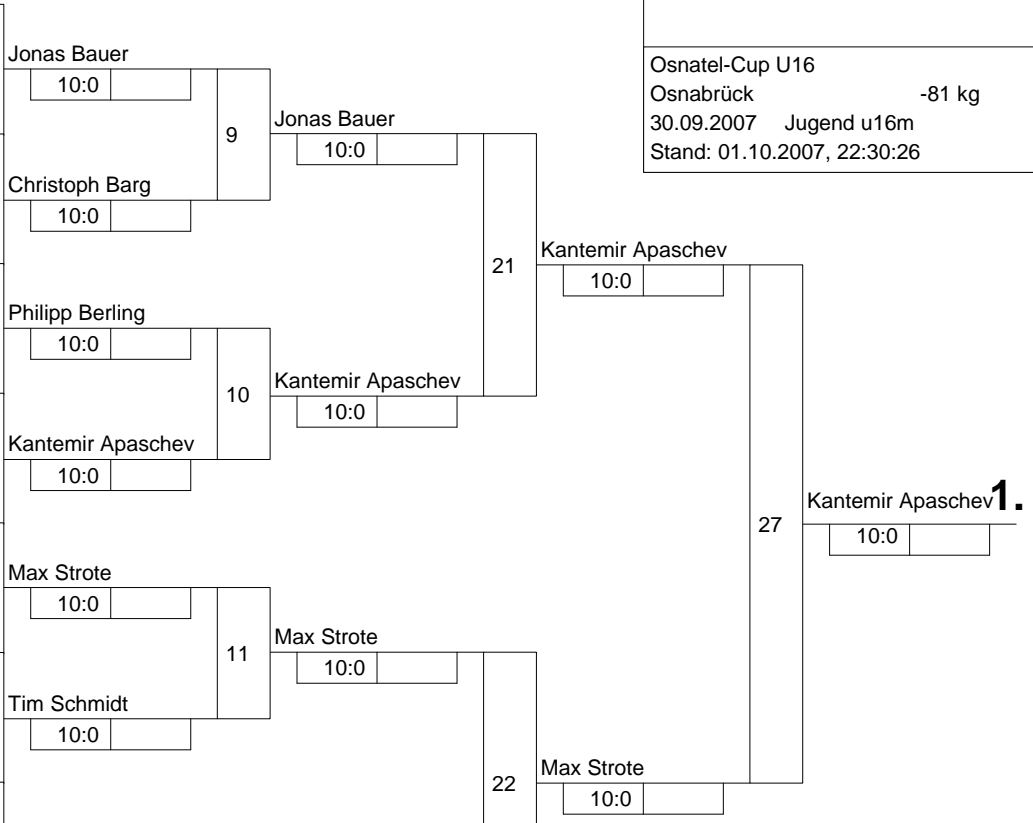 Osnatel-Cup U16
Osnabrück -81 kg
30.09.2007 Jugend u16m
Stand: 01.10.2007, 22:30:26
Jonas Bauer
10:0
9
Jonas Bauer
10:0
Christoph Barg
10:0
21
Kantemir Apaschev
10:0
Philipp Berling
10:0
10
Kantemir Apaschev
10:0
Kantemir Apaschev
10:0
27
Kantemir Apaschev 1.
10:0
Max Strote
10:0
11
Max Strote
10:0
Tim Schmidt
10:0
22
Max Strote
10:0